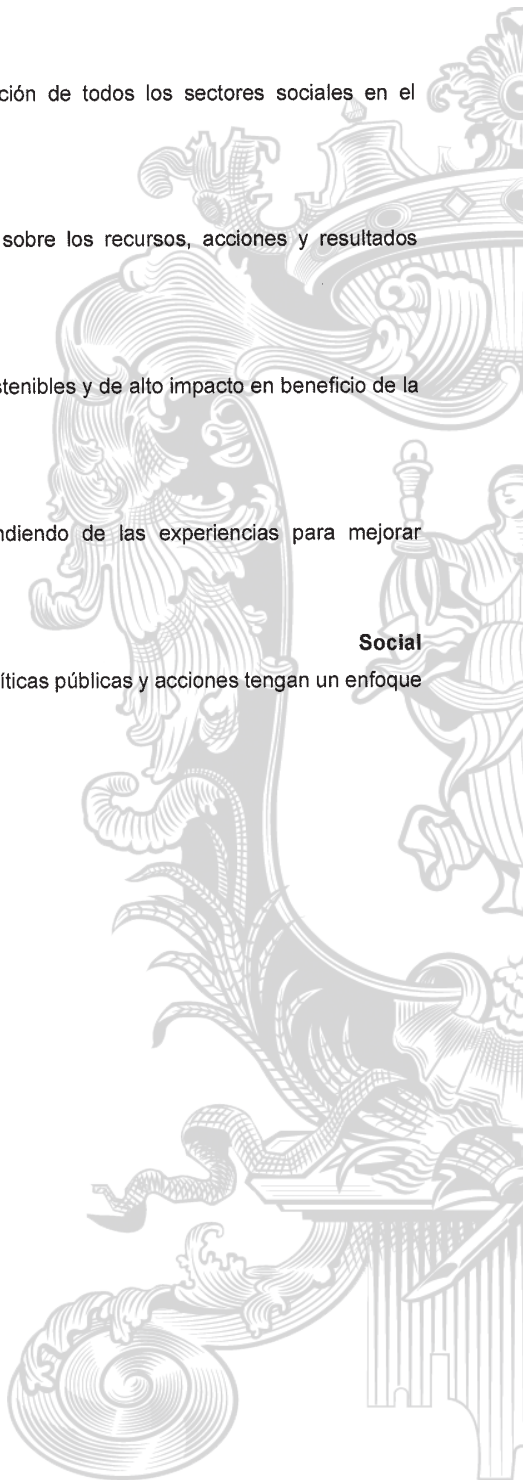 ción de todos los sectores sociales en el
sobre los recursos, acciones y resultados
stenibles y de alto impacto en beneficio de la
ndiendo de las experiencias para mejorar
Social
íticas públicas y acciones tengan un enfoque